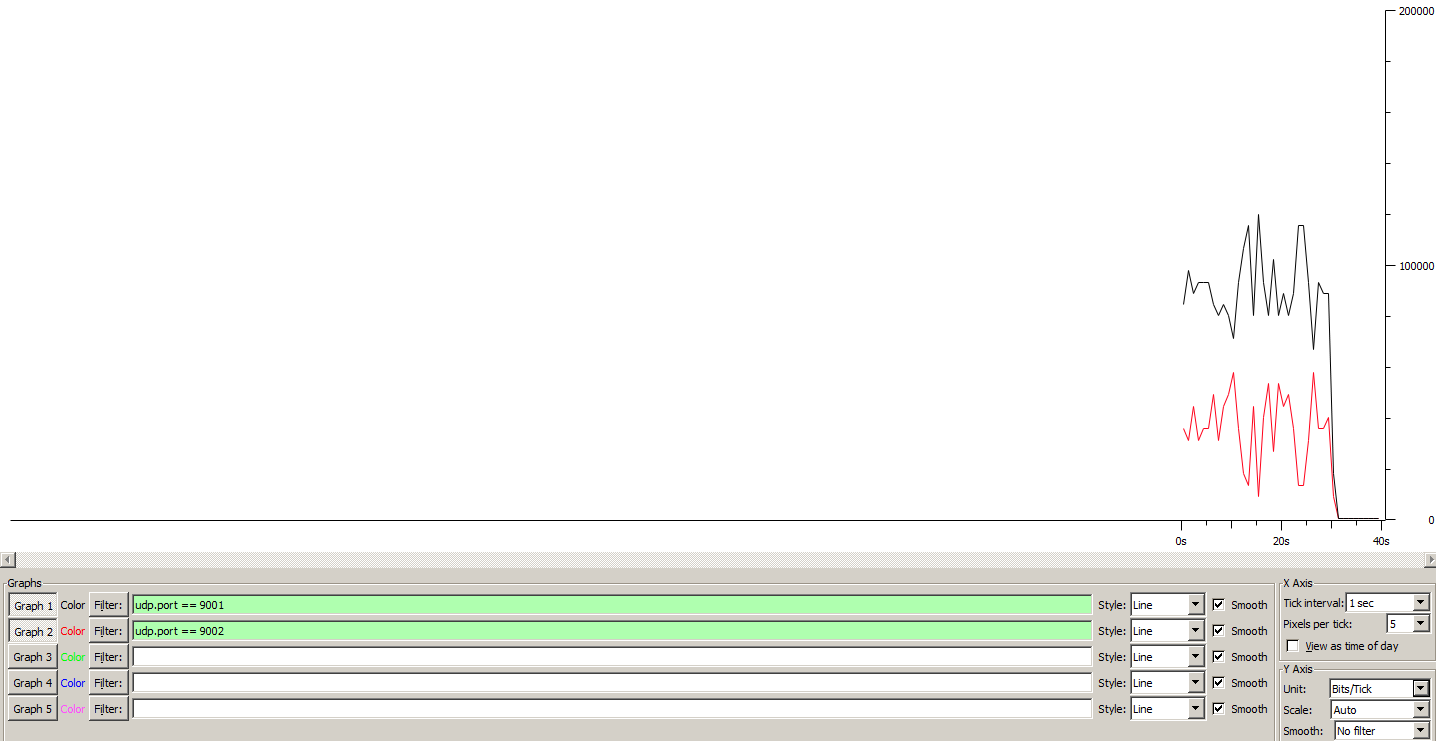 200000
100000
0
0s 20s 40s
Graphs
Graph 1 Color Filter: udp.port == 9001 Style: Line Smooth
Graph 2 Color Filter: udp.port == 9002 Style: Line Smooth
Graph 3 Color Filter: Style: Line Smooth
Graph 4 Color Filter: Style: Line Smooth
Graph 5 Color Filter: Style: Line Smooth
X Axis
Tick interval: 1 sec
Pixels per tick: 5
View as time of day
Y Axis
Unit: Bits/Tick
Scale: Auto
Smooth: No filter